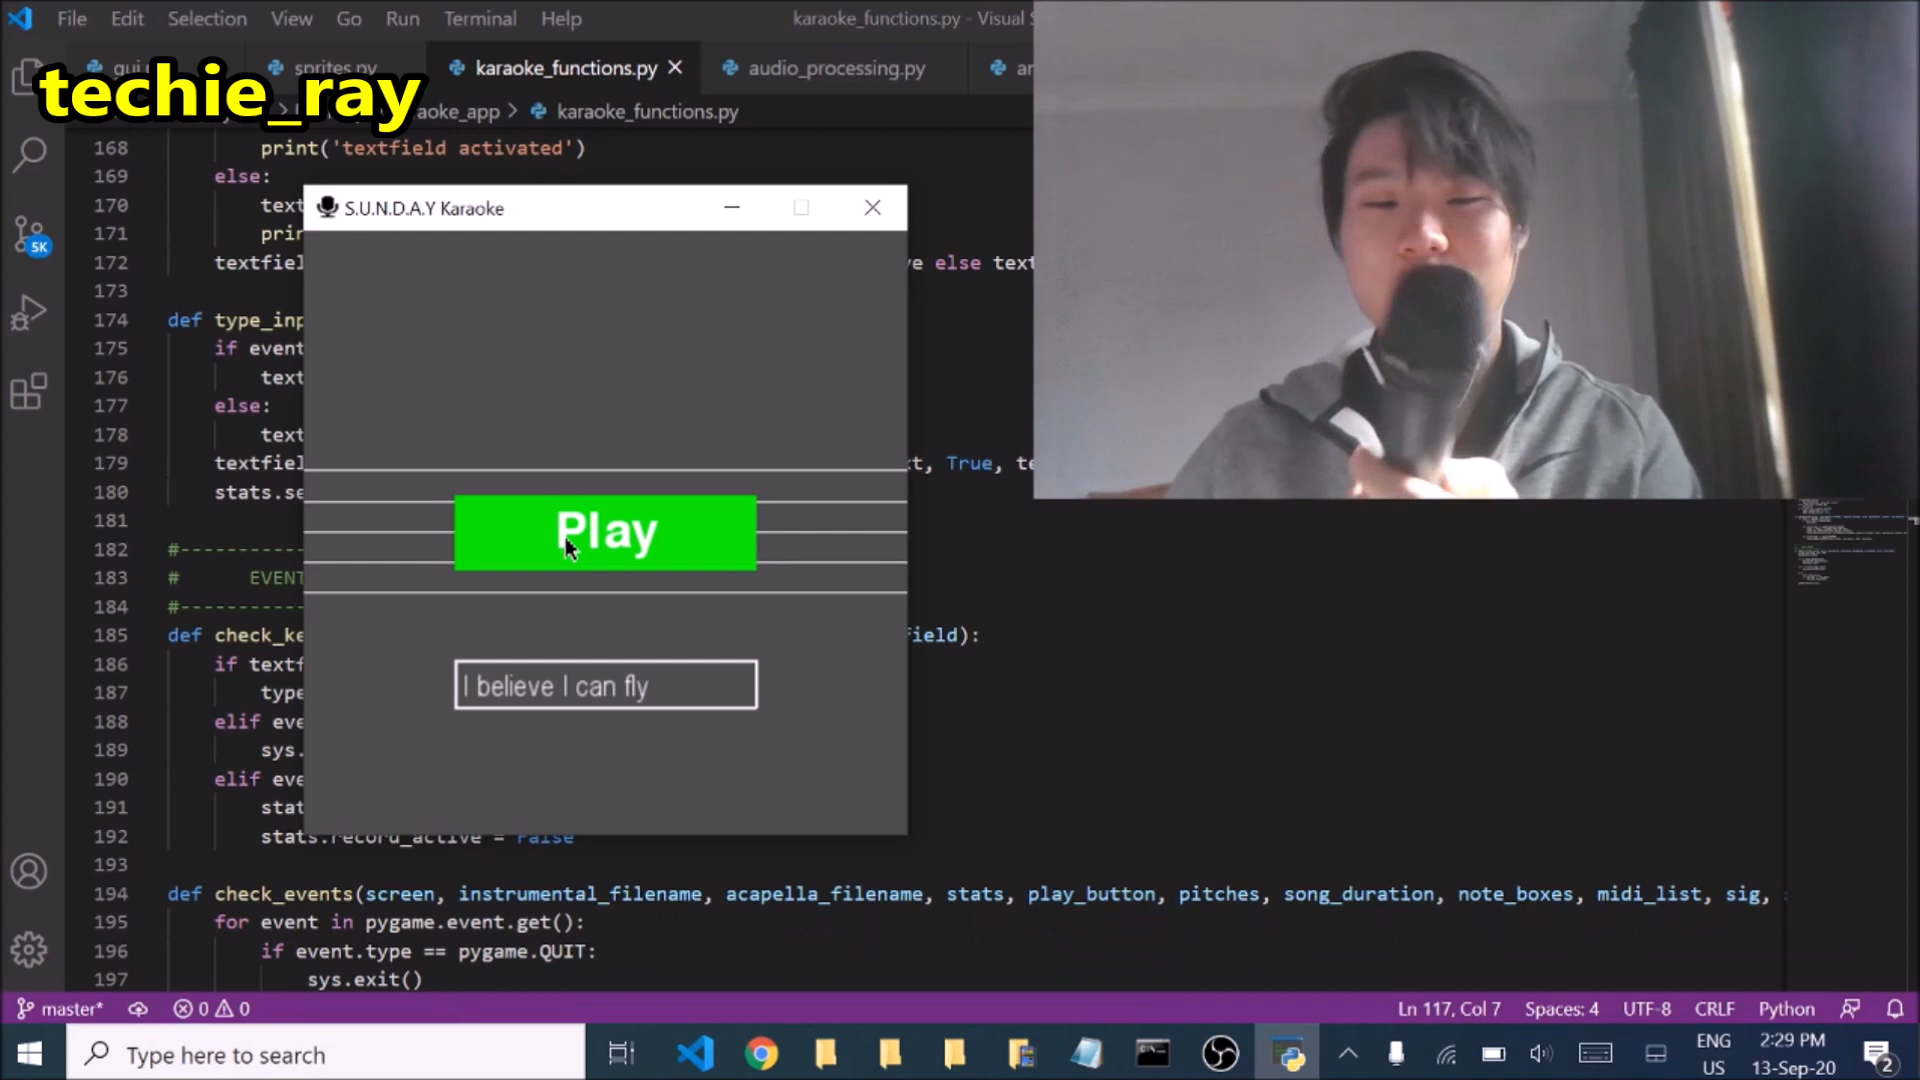 File Edit Selection View Go Run Terminal Help karaoke_functions.py - Visual S
sprites.py karaoke_functions.py audio_processing.py
techie_ray
aoke_app > karaoke_functions.py
168 print('textfield activated')
169 else:
170 text
171 prin
172 textfiel e else text
173
174 def type_inp
175 if event
176 text
177 else:
178 text
179 textfiel t, True, te
180 stats.se
181
182 #-----------
183 # EVENT
184 #-----------
185 def check_ke field):
186 if textf
187 type
188 elif eve
189 sys.
190 elif eve
191 stat
192 stats.record_active = False
193
194 def check_events(screen, instrumental_filename, acapella_filename, stats, play_button, pitches, song_duration, note_boxes, midi_list, sig,
195 for event in pygame.event.get():
196 if event.type == pygame.QUIT:
197 sys.exit()
S.U.N.D.A.Y Karaoke
Play
I believe I can fly
5K
master* 0 0 Ln 117, Col 7 Spaces: 4 UTF-8 CRLF Python
Type here to search
ENG
US
2:29 PM
13-Sep-20
2